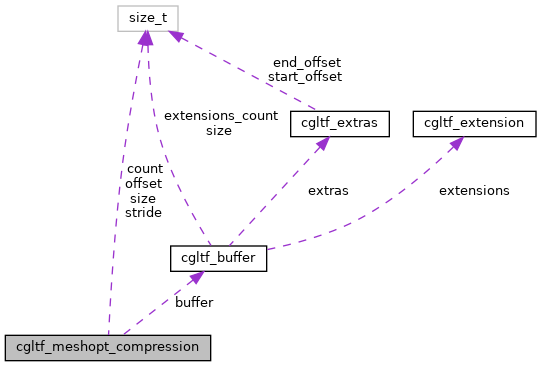 size_t
end_offset
start_offset
extensions_count
size
cgltf_extras
cgltf_extension
count
offset
size
stride
extras
extensions
cgltf_buffer
buffer
cgltf_meshopt_compression